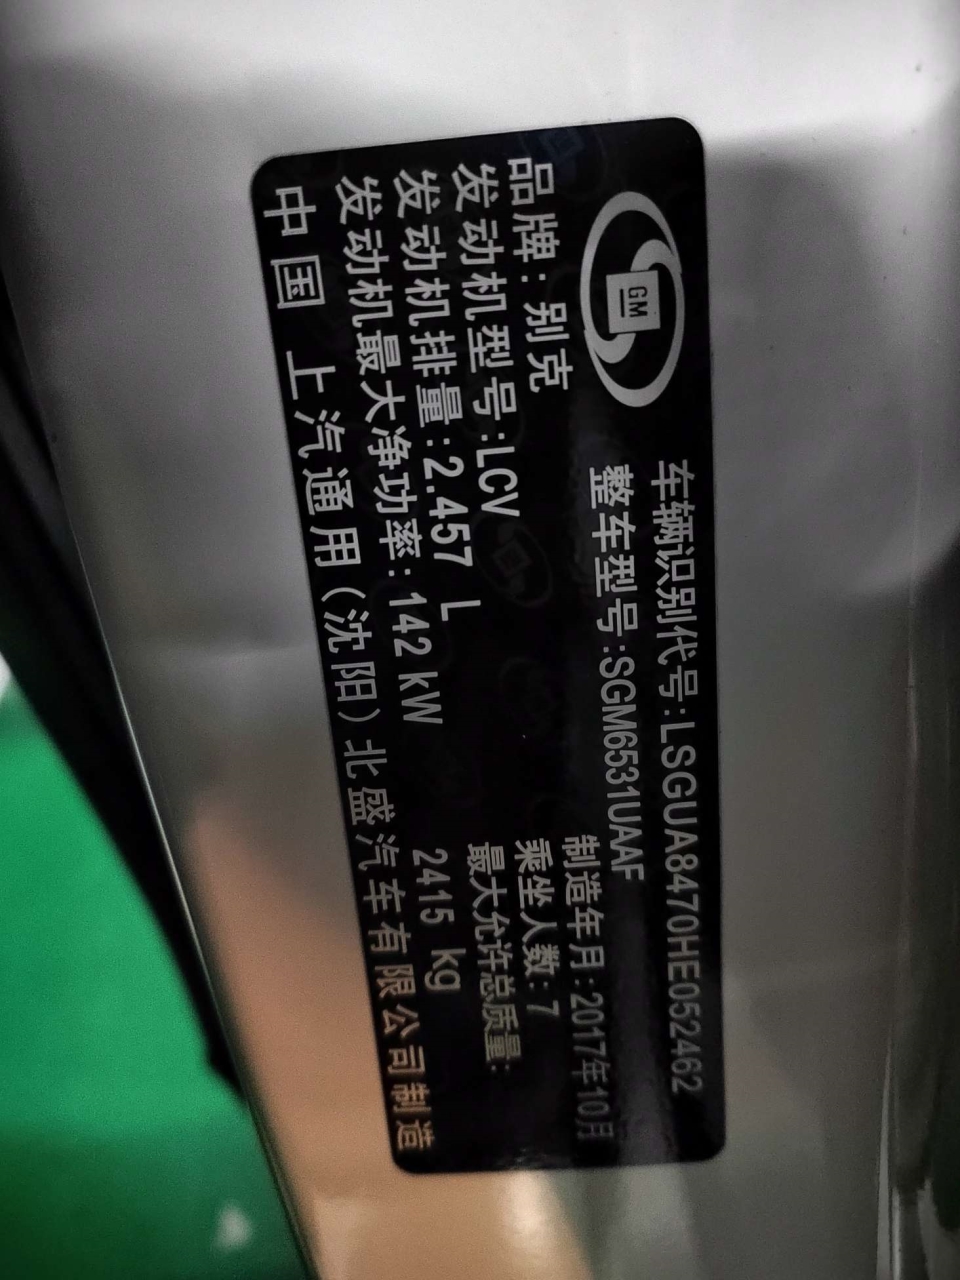 GM
车辆识别代号:LSGUA8470HE052462
整车型号:SGM6531UAAF
品牌:别克
制造年月:2017年10月
发动机型号:LCV
乘坐人数:7
发动机排量:2.457 L
最大允许总质量:
发动机最大净功率:142 kW
2415 kg
中国 上汽通用(沈阳)北盛汽车有限公司制造